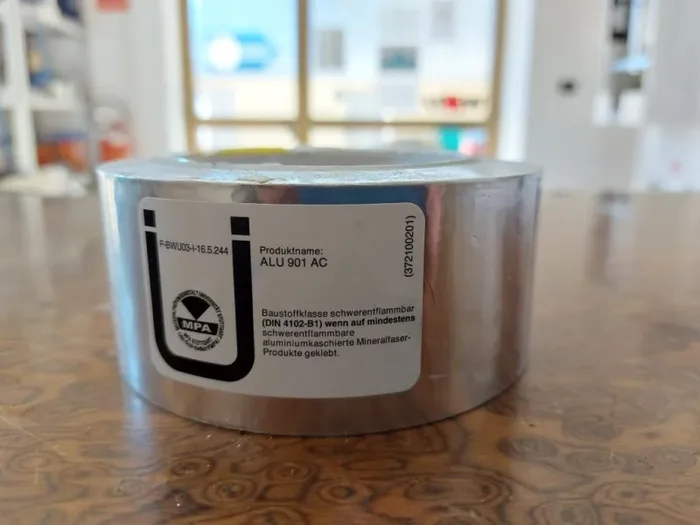 P-BWU03-I-16.5.244
Produktname:
ALU 901 AC
(372100201)
MPA
Baustoffklasse schwerentflammbar
(DIN 4102-B1) wenn auf mindestens
schwerentflammbare
aluminiumkaschierte Mineralfaser-
Produkte geklebt.